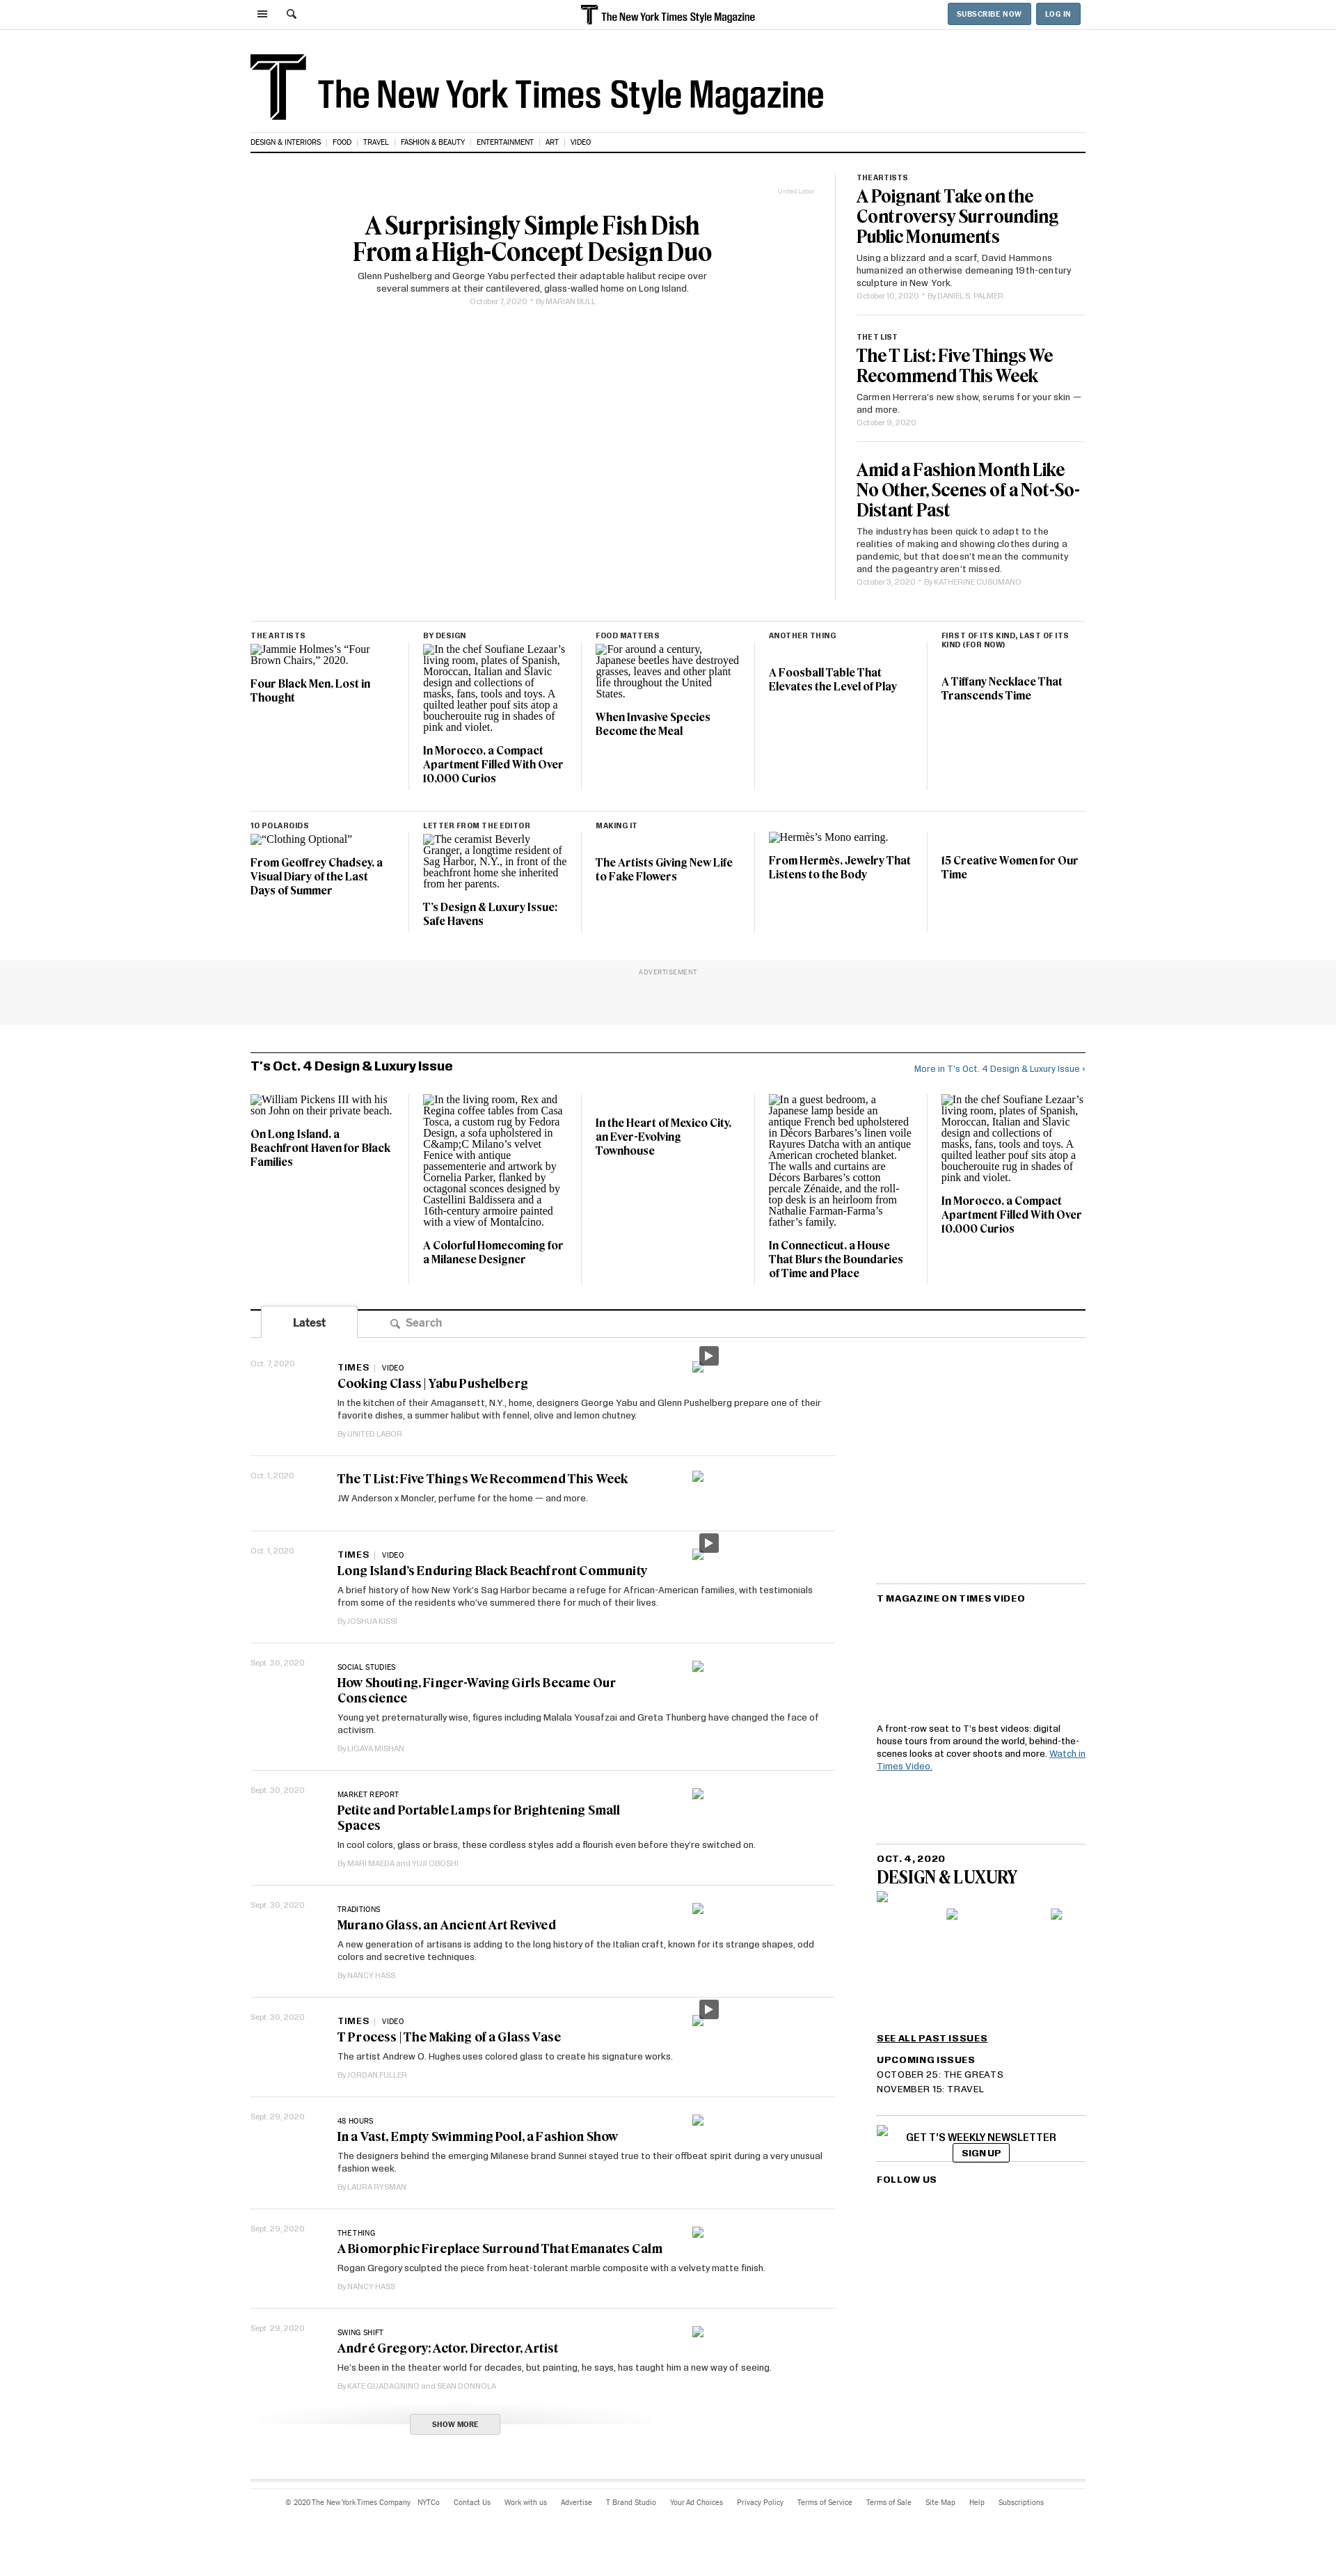 The New York Times Style Magazine
SUBSCRIBE NOW
LOG IN
The New York Times Style Magazine
DESIGN & INTERIORS | FOOD | TRAVEL | FASHION & BEAUTY | ENTERTAINMENT | ART | VIDEO
United Labor
A Surprisingly Simple Fish Dish
From a High-Concept Design Duo
Glenn Pushelberg and George Yabu perfected their adaptable halibut recipe over
several summers at their cantilevered, glass-walled home on Long Island.
October 7, 2020 • By MARIAN BULL
THE ARTISTS
A Poignant Take on the
Controversy Surrounding
Public Monuments
Using a blizzard and a scarf, David Hammons
humanized an otherwise demeaning 19th-century
sculpture in New York.
October 10, 2020 • By DANIEL S. PALMER
THE T LIST
The T List: Five Things We
Recommend This Week
Carmen Herrera's new show, serums for your skin —
and more.
October 9, 2020
Amid a Fashion Month Like
No Other, Scenes of a Not-So-
Distant Past
The industry has been quick to adapt to the
realities of making and showing clothes during a
pandemic, but that doesn't mean the community
and the pageantry aren't missed.
October 3, 2020 • By KATHERINE CUSUMANO
THE ARTISTS
Jammie Holmes's “Four
Brown Chairs,” 2020.
Four Black Men, Lost in
Thought
BY DESIGN
In the chef Soufiane Lezaar's
living room, plates of Spanish,
Moroccan, Italian and Slavic
design and collections of
masks, fans, tools and toys. A
quilted leather pouf sits atop a
boucherouite rug in shades of
pink and violet.
In Morocco, a Compact
Apartment Filled With Over
10,000 Curios
FOOD MATTERS
For around a century,
Japanese beetles have destroyed
grasses, leaves and other plant
life throughout the United
States.
When Invasive Species
Become the Meal
ANOTHER THING
A Foosball Table That
Elevates the Level of Play
FIRST OF ITS KIND, LAST OF ITS
KIND (FOR NOW)
A Tiffany Necklace That
Transcends Time
10 POLAROIDS
“Clothing Optional”
From Geoffrey Chadsey, a
Visual Diary of the Last
Days of Summer
LETTER FROM THE EDITOR
The ceramist Beverly
Granger, a longtime resident of
Sag Harbor, N.Y., in front of the
beachfront home she inherited
from her parents.
T's Design & Luxury Issue:
Safe Havens
MAKING IT
The Artists Giving New Life
to Fake Flowers
Hermès's Mono earring.
From Hermès, Jewelry That
Listens to the Body
15 Creative Women for Our
Time
ADVERTISEMENT
T's Oct. 4 Design & Luxury Issue
More in T's Oct. 4 Design & Luxury Issue ›
William Pickens III with his
son John on their private beach.
On Long Island, a
Beachfront Haven for Black
Families
In the living room, Rex and
Regina coffee tables from Casa
Tosca, a custom rug by Fedora
Design, a sofa upholstered in
C&amp;C Milano's velvet
Fenice with antique
passementerie and artwork by
Cornelia Parker, flanked by
octagonal sconces designed by
Castellini Baldissera and a
16th-century armoire painted
with a view of Montalcino.
A Colorful Homecoming for
a Milanese Designer
In the Heart of Mexico City,
an Ever-Evolving
Townhouse
In a guest bedroom, a
Japanese lamp beside an
antique French bed upholstered
in Décors Barbares's linen voile
Rayures Datcha with an antique
American crocheted blanket.
The walls and curtains are
Décors Barbares's cotton
percale Zénaide, and the roll-
top desk is an heirloom from
Nathalie Farman-Farma's
father's family.
In Connecticut, a House
That Blurs the Boundaries
of Time and Place
In the chef Soufiane Lezaar's
living room, plates of Spanish,
Moroccan, Italian and Slavic
design and collections of
masks, fans, tools and toys. A
quilted leather pouf sits atop a
boucherouite rug in shades of
pink and violet.
In Morocco, a Compact
Apartment Filled With Over
10,000 Curios
Latest
Search
Oct. 7, 2020
TIMES | VIDEO
Cooking Class | Yabu Pushelberg
In the kitchen of their Amagansett, N.Y., home, designers George Yabu and Glenn Pushelberg prepare one of their
favorite dishes, a summer halibut with fennel, olive and lemon chutney.
By UNITED LABOR
Oct. 1, 2020
The T List: Five Things We Recommend This Week
JW Anderson x Moncler, perfume for the home — and more.
Oct. 1, 2020
TIMES | VIDEO
Long Island's Enduring Black Beachfront Community
A brief history of how New York's Sag Harbor became a refuge for African-American families, with testimonials
from some of the residents who've summered there for much of their lives.
By JOSHUA KISSI
Sept. 30, 2020
SOCIAL STUDIES
How Shouting, Finger-Waving Girls Became Our
Conscience
Young yet preternaturally wise, figures including Malala Yousafzai and Greta Thunberg have changed the face of
activism.
By LIGAYA MISHAN
Sept. 30, 2020
MARKET REPORT
Petite and Portable Lamps for Brightening Small
Spaces
In cool colors, glass or brass, these cordless styles add a flourish even before they're switched on.
By MARI MAEDA and YUJI OBOSHI
Sept. 30, 2020
TRADITIONS
Murano Glass, an Ancient Art Revived
A new generation of artisans is adding to the long history of the Italian craft, known for its strange shapes, odd
colors and secretive techniques.
By NANCY HASS
Sept. 30, 2020
TIMES | VIDEO
T Process | The Making of a Glass Vase
The artist Andrew O. Hughes uses colored glass to create his signature works.
By JORDAN FULLER
Sept. 29, 2020
48 HOURS
In a Vast, Empty Swimming Pool, a Fashion Show
The designers behind the emerging Milanese brand Sunnei stayed true to their offbeat spirit during a very unusual
fashion week.
By LAURA RYSMAN
Sept. 29, 2020
THE THING
A Biomorphic Fireplace Surround That Emanates Calm
Rogan Gregory sculpted the piece from heat-tolerant marble composite with a velvety matte finish.
By NANCY HASS
Sept. 29, 2020
SWING SHIFT
André Gregory: Actor, Director, Artist
He's been in the theater world for decades, but painting, he says, has taught him a new way of seeing.
By KATE GUADAGNINO and SEAN DONNOLA
SHOW MORE
T MAGAZINE ON TIMES VIDEO
A front-row seat to T's best videos: digital
house tours from around the world, behind-the-
scenes looks at cover shoots and more. Watch in
Times Video.
OCT. 4, 2020
DESIGN & LUXURY
SEE ALL PAST ISSUES
UPCOMING ISSUES
OCTOBER 25: THE GREATS
NOVEMBER 15: TRAVEL
GET T'S WEEKLY NEWSLETTER
SIGN UP
FOLLOW US
© 2020 The New York Times Company NYTCo Contact Us Work with us Advertise T Brand Studio Your Ad Choices Privacy Policy Terms of Service Terms of Sale Site Map Help Subscriptions